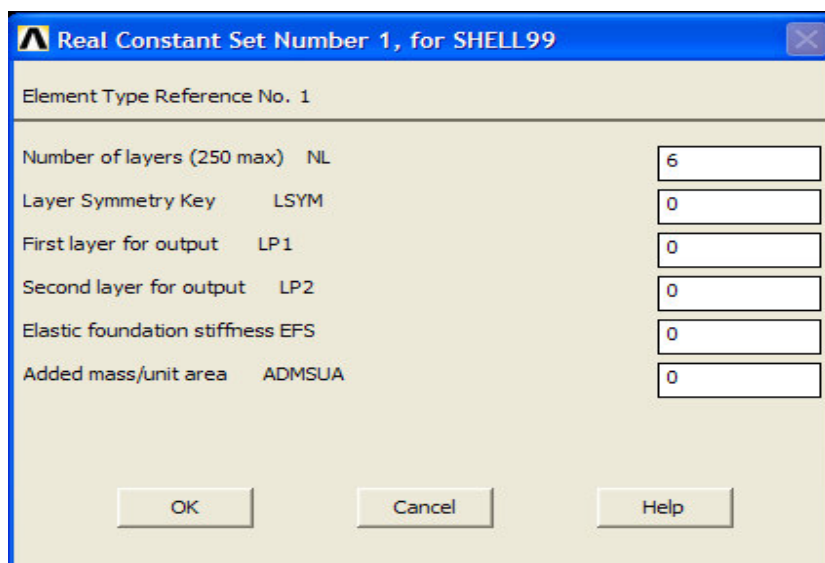 Real Constant Set Number 1, for SHELL99
Element Type Reference No. 1
Number of layers (250 max) NL 6
Layer Symmetry Key LSYM 0
First layer for output LP1 0
Second layer for output LP2 0
Elastic foundation stiffness EFS 0
Added mass/unit area ADMSUA 0
OK Cancel Help